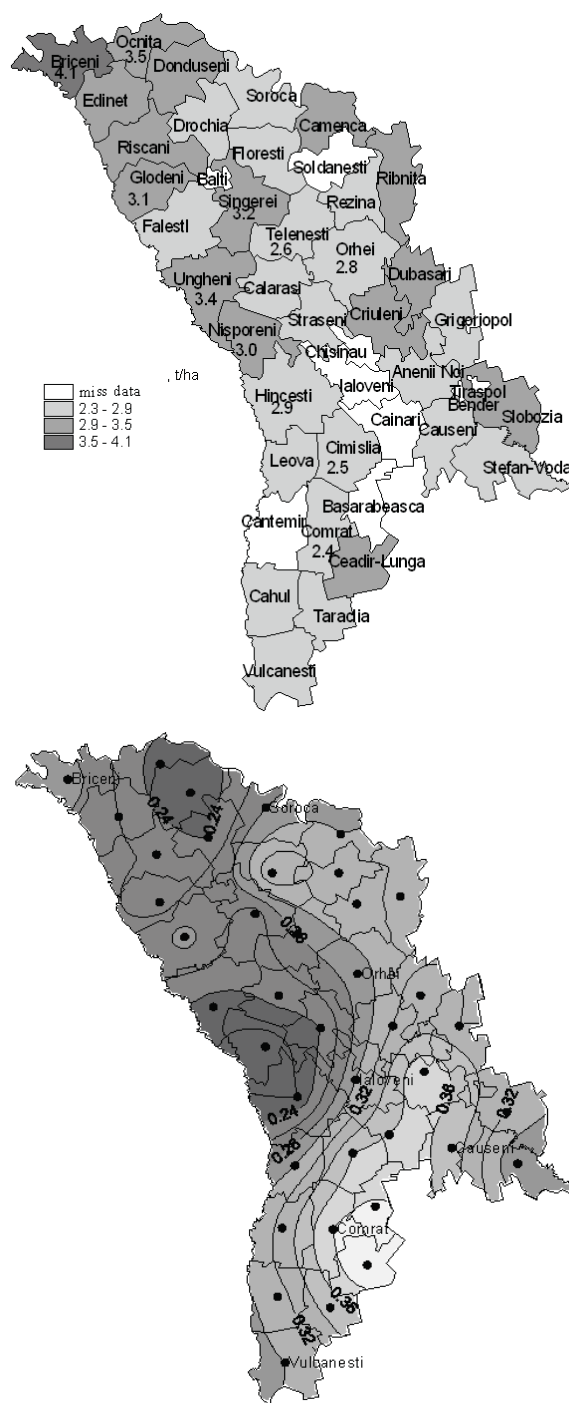 Ocnita
3.5
Briceni
4.1
Donduseni
Edinet
Soroca
Drochia
Camenca
Riscani
Floresti
Soldanesti
Glodeni
3.1
Balti
Ribnita
Singerei
3.2
Rezina
Falestl
Telenesti
2.6
Orhei
2.8
Ungheni
3.4
Dubasari
Calarasi
Straseni
Criuleni
Grigoriopol
Nisporeni
3.0
Chisinau
Anenii Noi
, t/ha
Ialoveni
Tiraspol
miss data
2.3 - 2.9
2.9 - 3.5
3.5 - 4.1
Hincesti
2.9
Bender
Slobozia
Cainari
Causeni
Leova
Cimislia
2.5
Stefan-Voda
Basarabeasca
Cantemir
Comrat
2.4
Ceadir-Lunga
Cahul
Taraclia
Vulcanesti
Briceni
0.24
0.24
Soroca
0.28
Orhei
Ialoveni
0.32
0.36
0.32
0.24
0.28
Causeni
Comrat
0.36
0.32
Vulcanesti